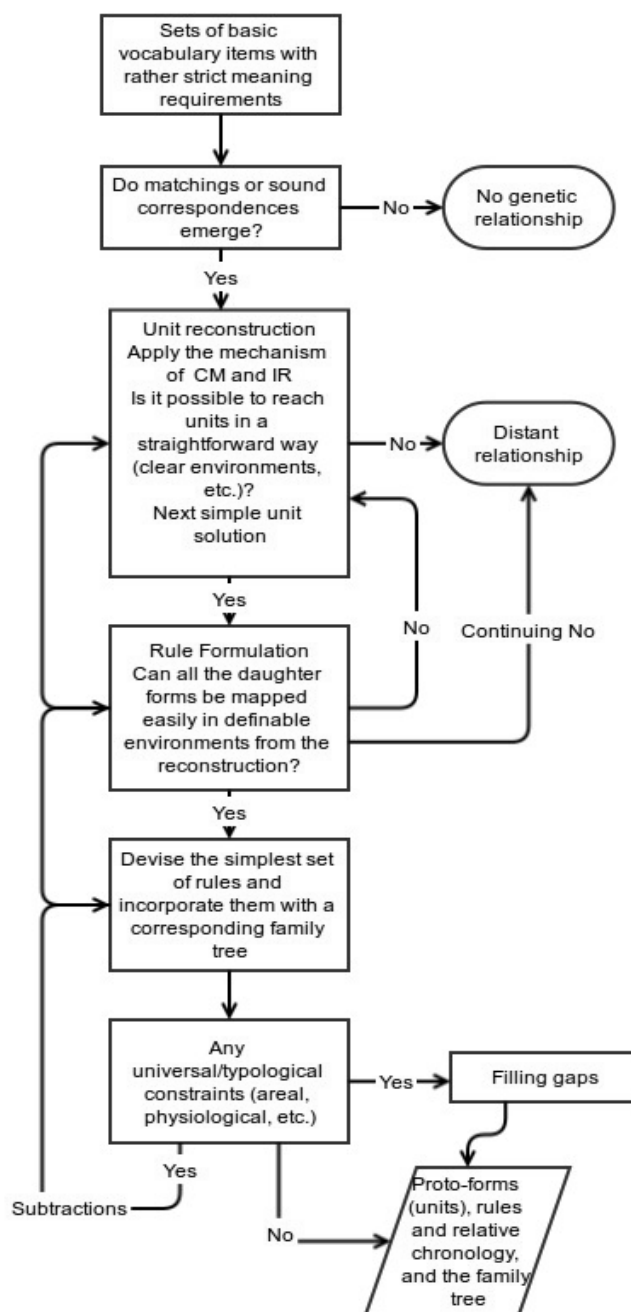 Sets of basic
vocabulary items with
rather strict meaning
requirements
Do matchings or sound
correspondences
emerge?
No
No genetic
relationship
Yes
Unit reconstruction
Apply the mechanism
of CM and IR
Is it possible to reach
units in a
straightforward way
(clear environments,
etc.)?
Next simple unit
solution
No
Distant
relationship
Yes
No
Continuing No
Rule Formulation
Can all the daughter
forms be mapped
easily in definable
environments from the
reconstruction?
Yes
Devise the simplest set
of rules and
incorporate them with a
corresponding family
tree
Any
universal/typological
constraints (areal,
physiological, etc.)
Yes
Filling gaps
Yes
Subtractions
No
Proto-forms
(units), rules
and relative
chronology,
and the family
tree